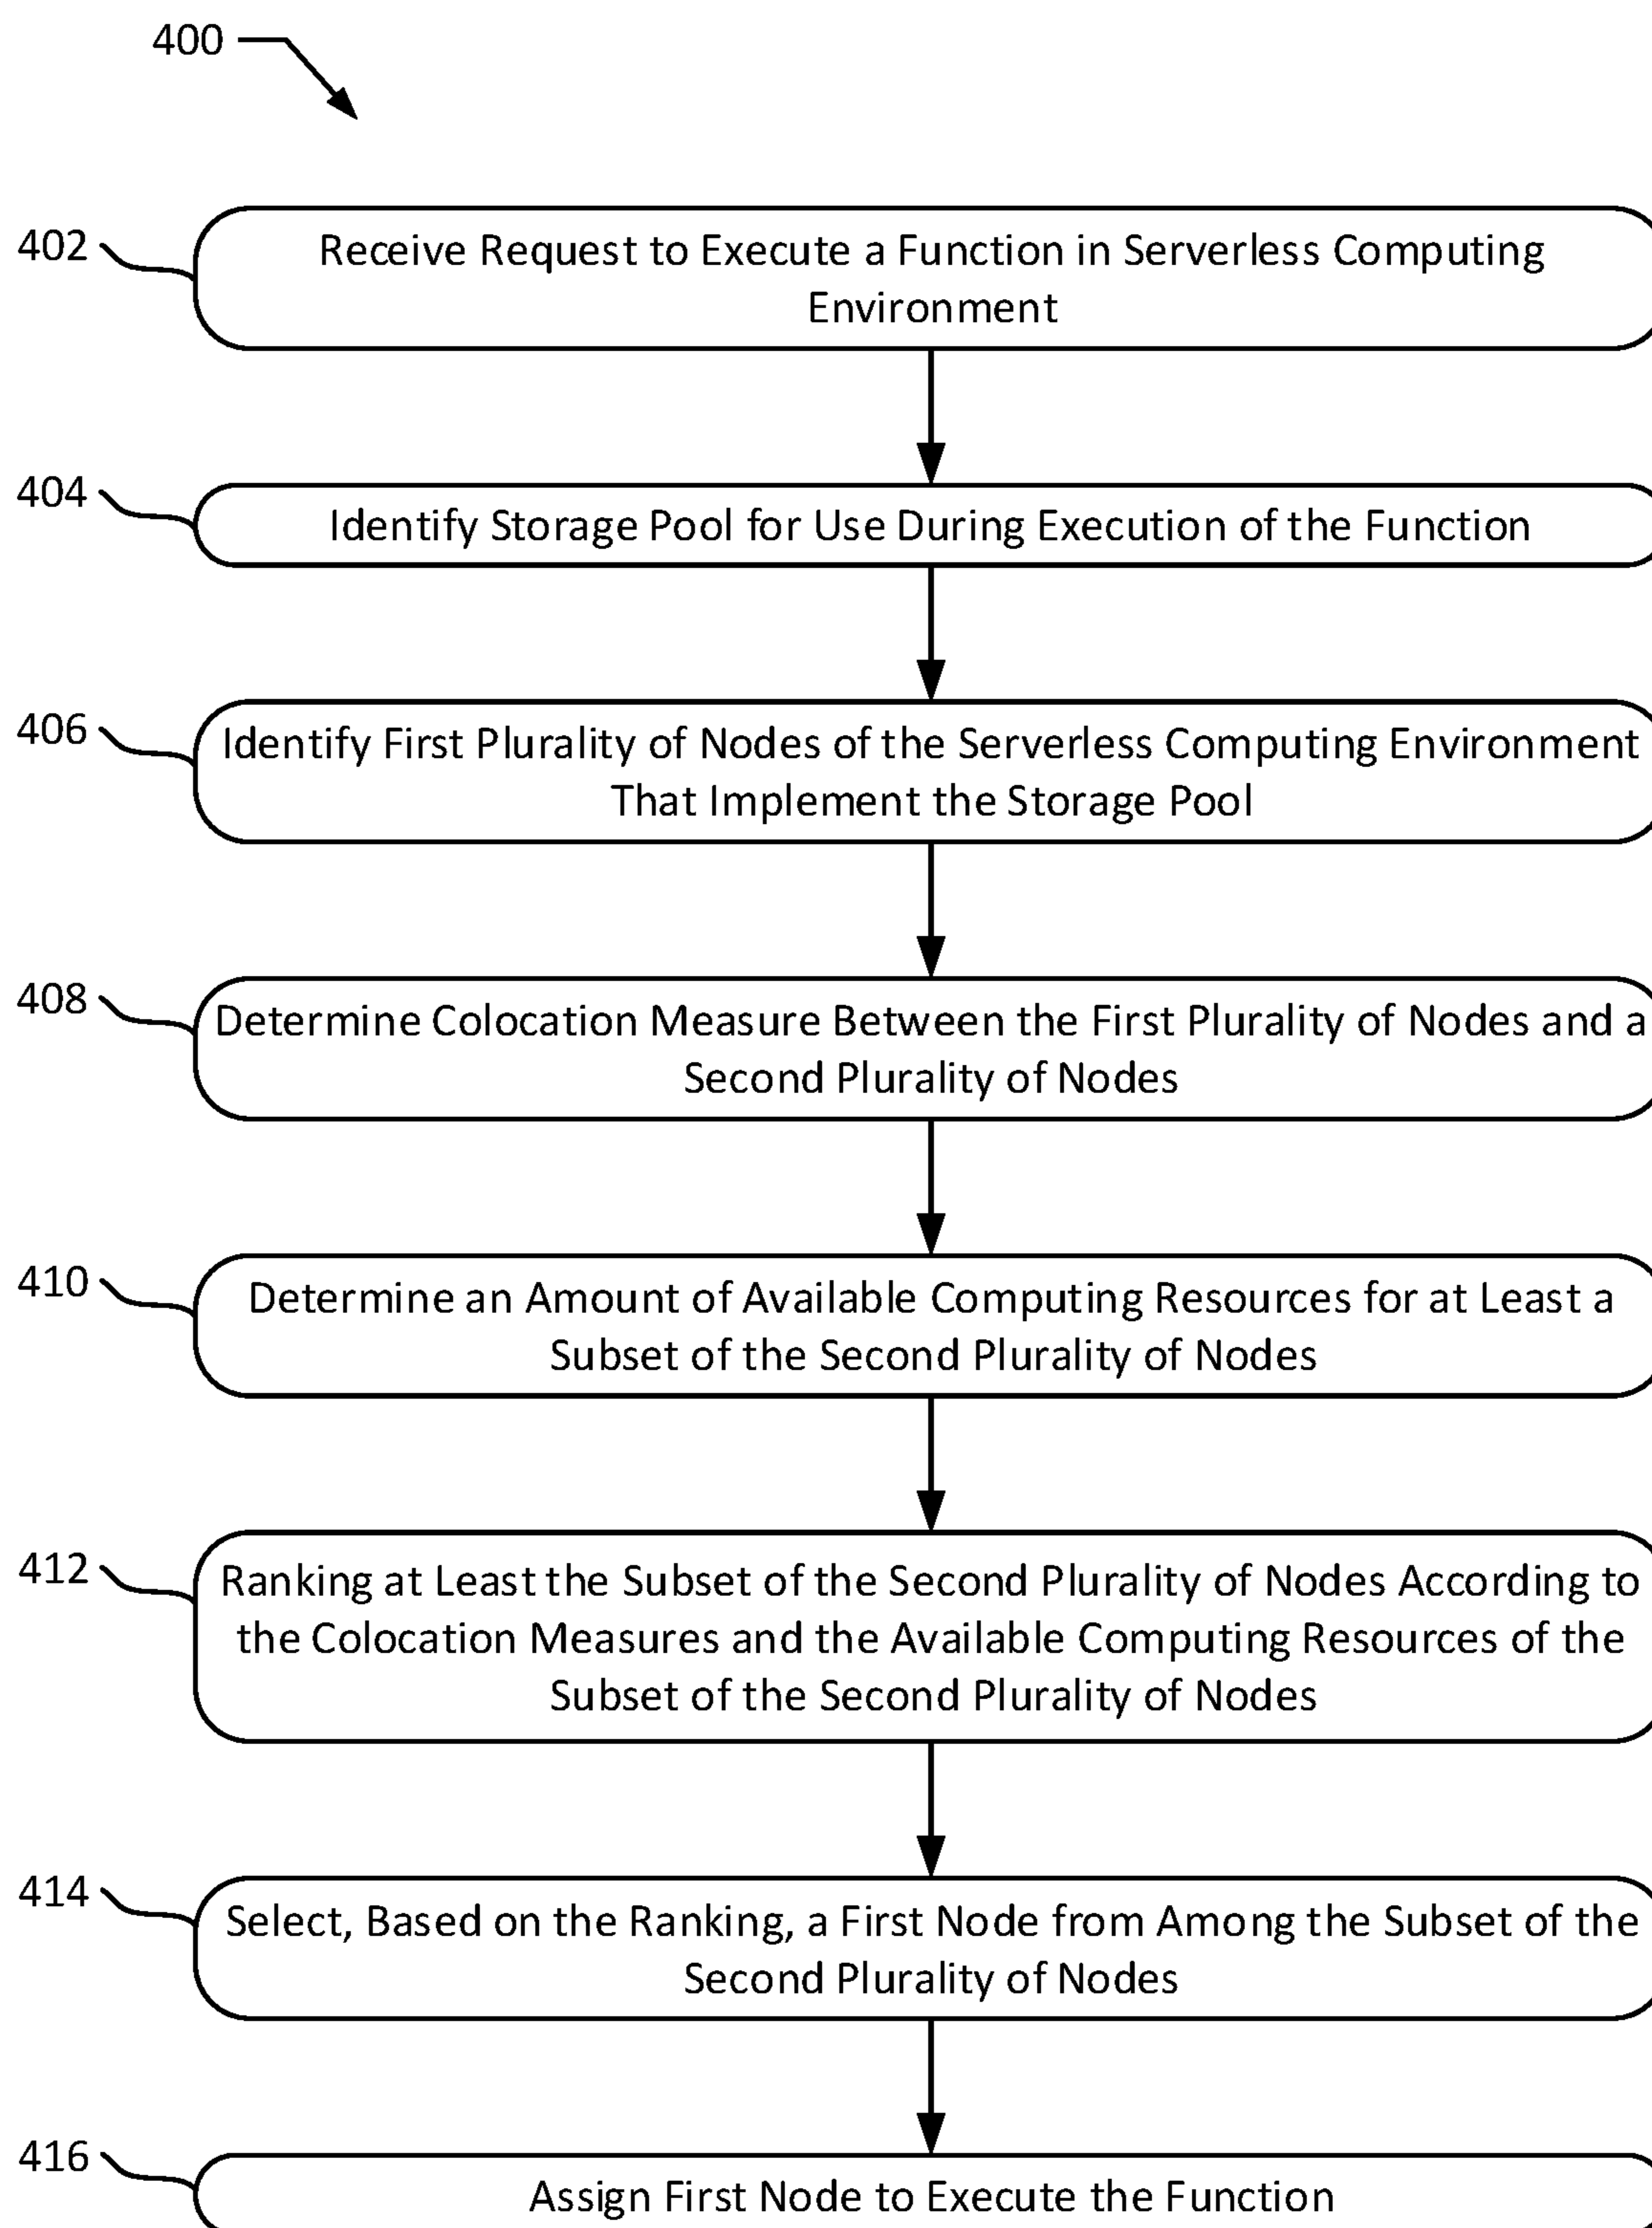 400
402
Receive Request to Execute a Function in Serverless Computing
Environment
404
Identify Storage Pool for Use During Execution of the Function
406
Identify First Plurality of Nodes of the Serverless Computing Environment
That Implement the Storage Pool
408
Determine Colocation Measure Between the First Plurality of Nodes and a
Second Plurality of Nodes
410
Determine an Amount of Available Computing Resources for at Least a
Subset of the Second Plurality of Nodes
412
Ranking at Least the Subset of the Second Plurality of Nodes According to
the Colocation Measures and the Available Computing Resources of the
Subset of the Second Plurality of Nodes
414
Select, Based on the Ranking, a First Node from Among the Subset of the
Second Plurality of Nodes
416
Assign First Node to Execute the Function